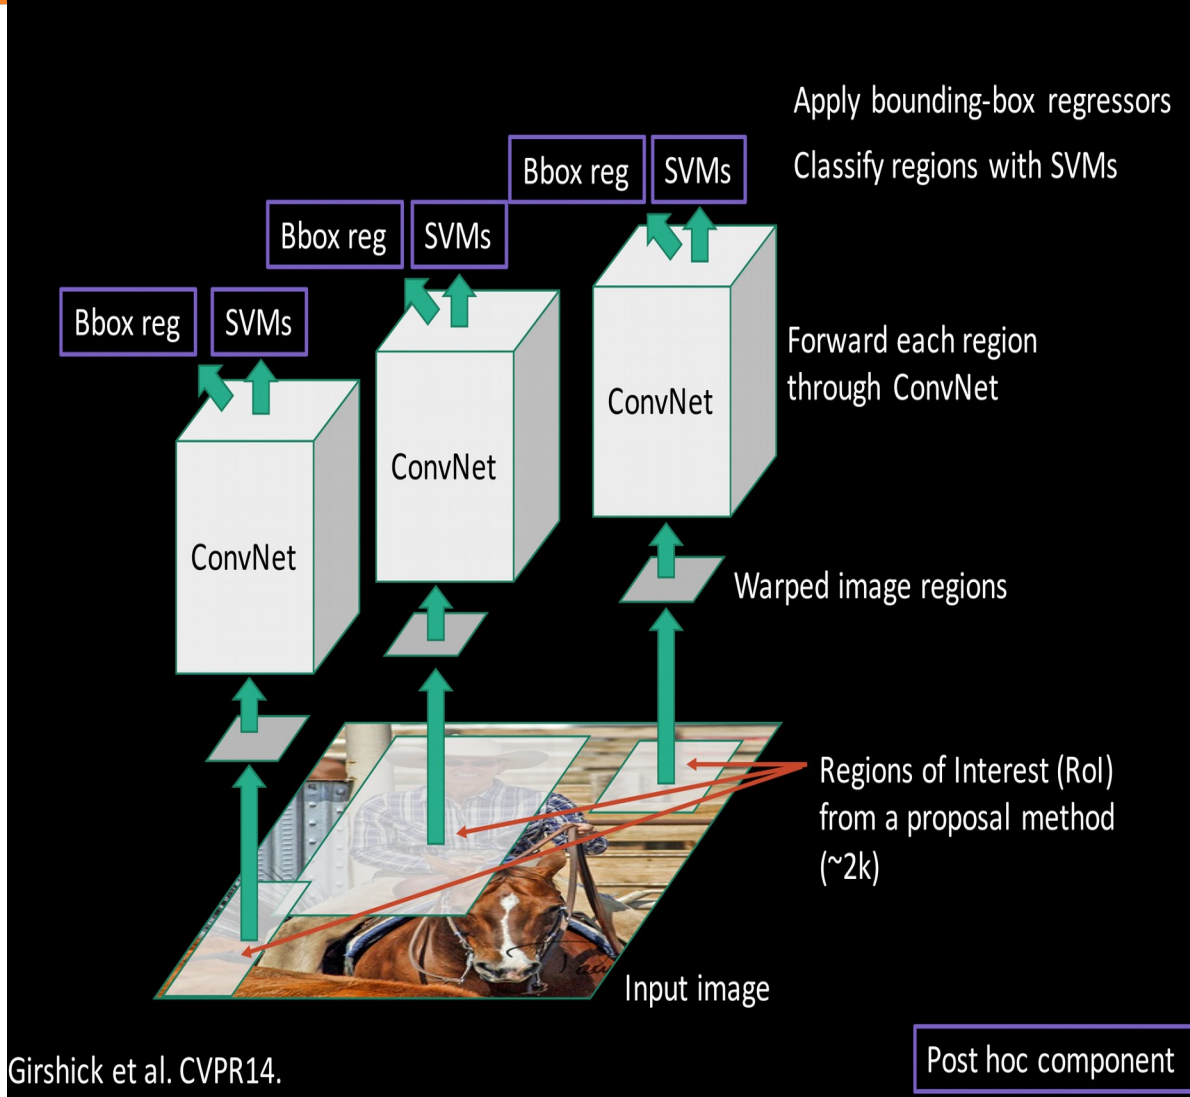 Apply bounding-box regressors
Bbox reg
SVMs
Classify regions with SVMs
Bbox reg
SVMs
Bbox reg
SVMs
Forward each region
through ConvNet
ConvNet
ConvNet
ConvNet
Warped image regions
Regions of Interest (RoI)
from a proposal method
(~2k)
Input image
Girshick et al. CVPR14.
Post hoc component